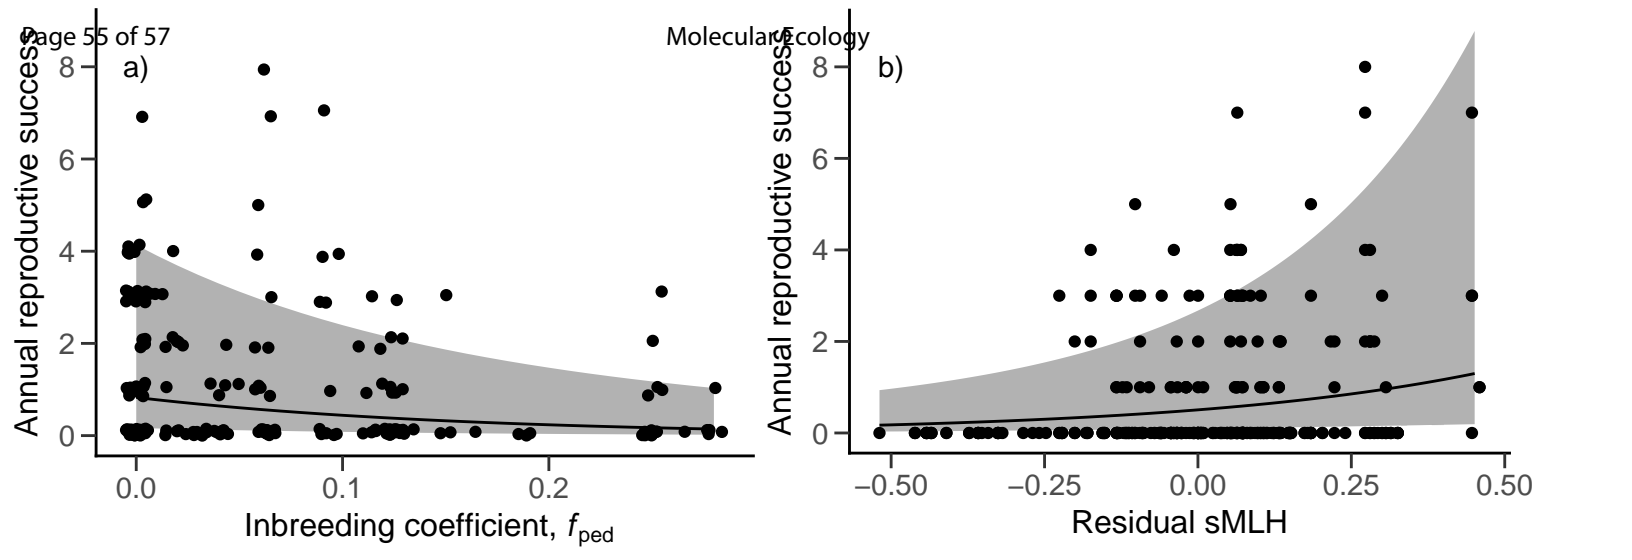 Page 55 of 57
Molecular Ecology
a)
Annual reproductive success
8
6
4
2
0
0.0
0.1
0.2
Inbreeding coefficient, fped
b)
Annual reproductive success
8
6
4
2
0
−0.50
−0.25
0.00
0.25
0.50
Residual sMLH